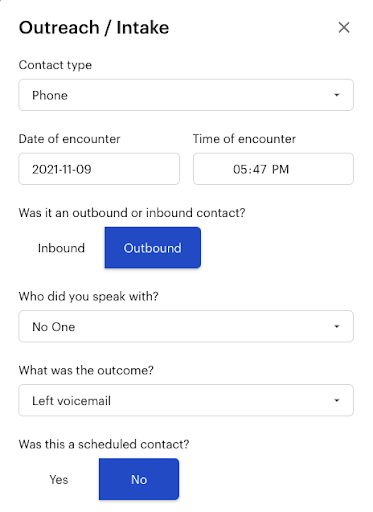 Outreach / Intake
Contact type
Phone
Date of encounter Time of encounter
2021-11-09 05:47 PM
Was it an outbound or inbound contact?
Inbound Outbound
Who did you speak with?
No One
What was the outcome?
Left voicemail
Was this a scheduled contact?
Yes No